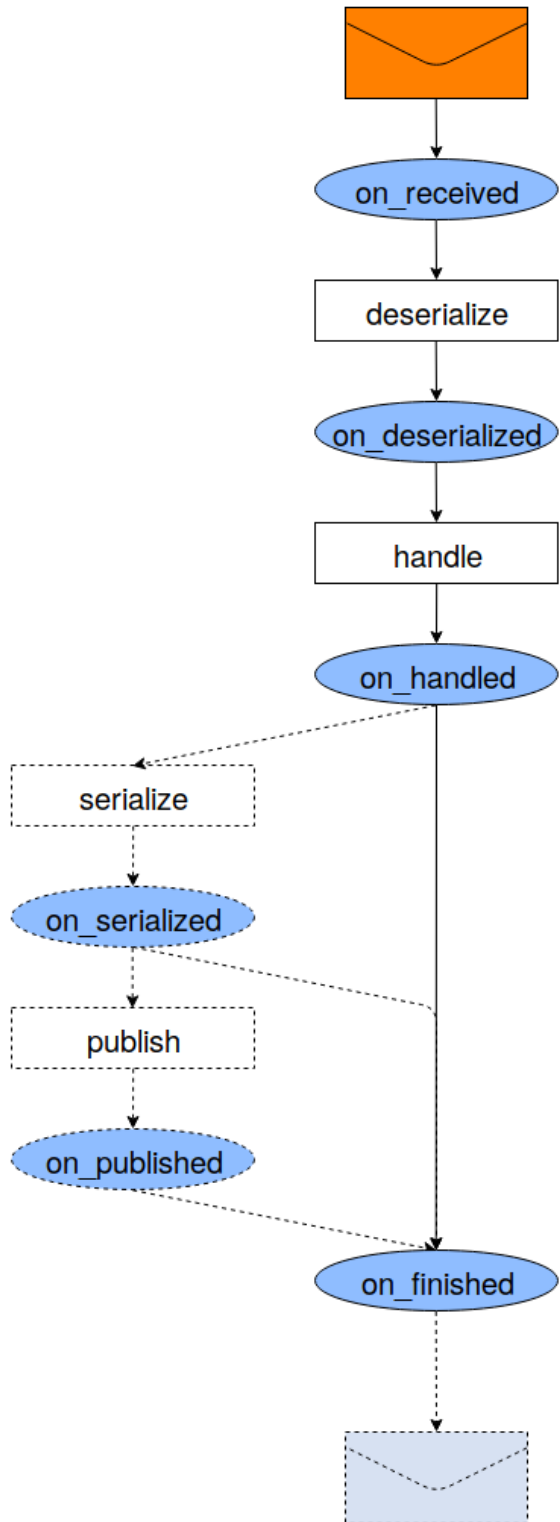 on_received
deserialize
on_deserialized
handle
on_handled
serialize
on_serialized
publish
on_published
on_finished